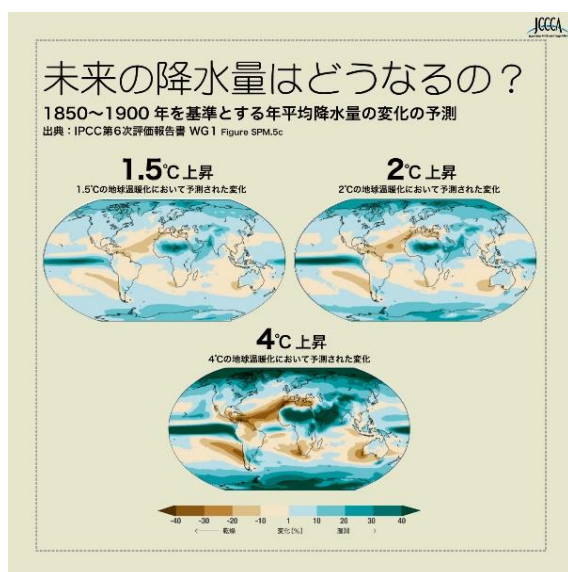 JCCCA
未来の降水量はどうなるの？
1850～1900 年を基準とする年平均降水量の変化の予測
出典：IPCC第6次評価報告書 WG1 Figure SPM.5c
1.5℃上昇
1.5℃の地球温暖化において予測された変化
2℃上昇
2℃の地球温暖化において予測された変化
4℃上昇
4℃の地球温暖化において予測された変化
-40 -30 -20 -10 1 10 20 30 40
乾燥 変化(%) 湿潤